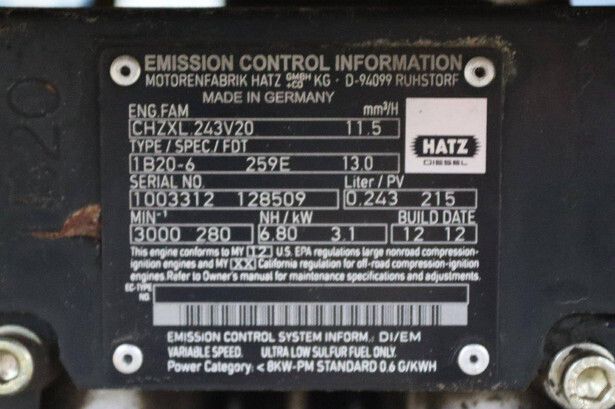 EMISSION CONTROL INFORMATION
MOTORENFABRIK HATZ GMBH +CO KG · D-94099 RUHSTORF
MADE IN GERMANY
ENG.FAM mm³/H
CHZXL.243V20 11.5
TYPE / SPEC / FDT
1B20-6 259E 13.0
HATZ
DIESEL
SERIAL NO. Liter / PV
1003312 128509 0.243 215
MIN⁻¹ NH / kW BUILD DATE
3000 280 6.80 3.1 12 12
This engine conforms to MY 12 U.S. EPA regulations large nonroad compression-
ignition engines and MY XX California regulation for off-road compression-ignition
engines. Refer to Owner's manual for maintenance specifications and adjustments.
EC-TYPE
NO.
EMISSION CONTROL SYSTEM INFORM.: DI/EM
VARIABLE SPEED. ULTRA LOW SULFUR FUEL ONLY.
Power Category: < 8KW-PM STANDARD 0.6 G/KWH
1B20